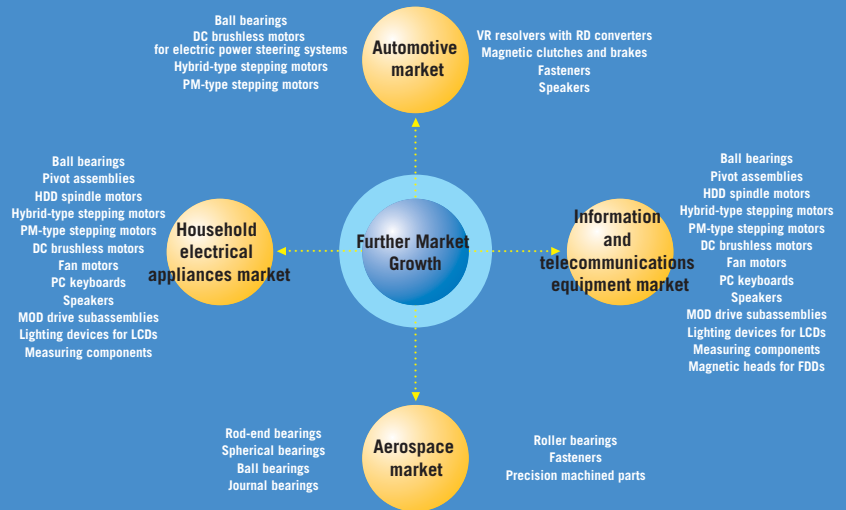 Ball bearings
DC brushless motors
for electric power steering systems
Hybrid-type stepping motors
PM-type stepping motors
Automotive
market
VR resolvers with RD converters
Magnetic clutches and brakes
Fasteners
Speakers
Ball bearings
Pivot assemblies
HDD spindle motors
Hybrid-type stepping motors
PM-type stepping motors
DC brushless motors
Fan motors
PC keyboards
Speakers
MOD drive subassemblies
Lighting devices for LCDs
Measuring components
Household
electrical
appliances market
Further Market
Growth
Information
and
telecommunications
equipment market
Ball bearings
Pivot assemblies
HDD spindle motors
Hybrid-type stepping motors
PM-type stepping motors
DC brushless motors
Fan motors
PC keyboards
Speakers
MOD drive subassemblies
Lighting devices for LCDs
Measuring components
Magnetic heads for FDDs
Rod-end bearings
Spherical bearings
Ball bearings
Journal bearings
Aerospace
market
Roller bearings
Fasteners
Precision machined parts